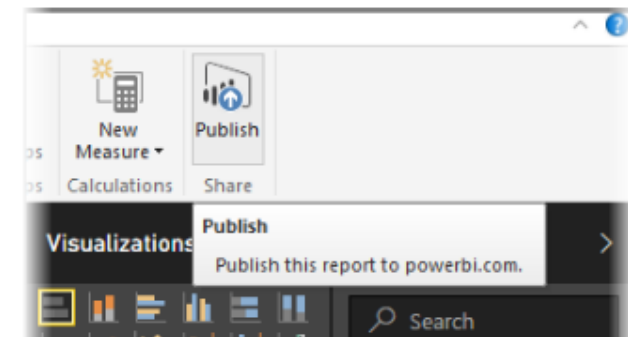 New
Measure
Publish
Calculations
Share
Publish
Publish this report to powerbi.com.
Visualizations
Search